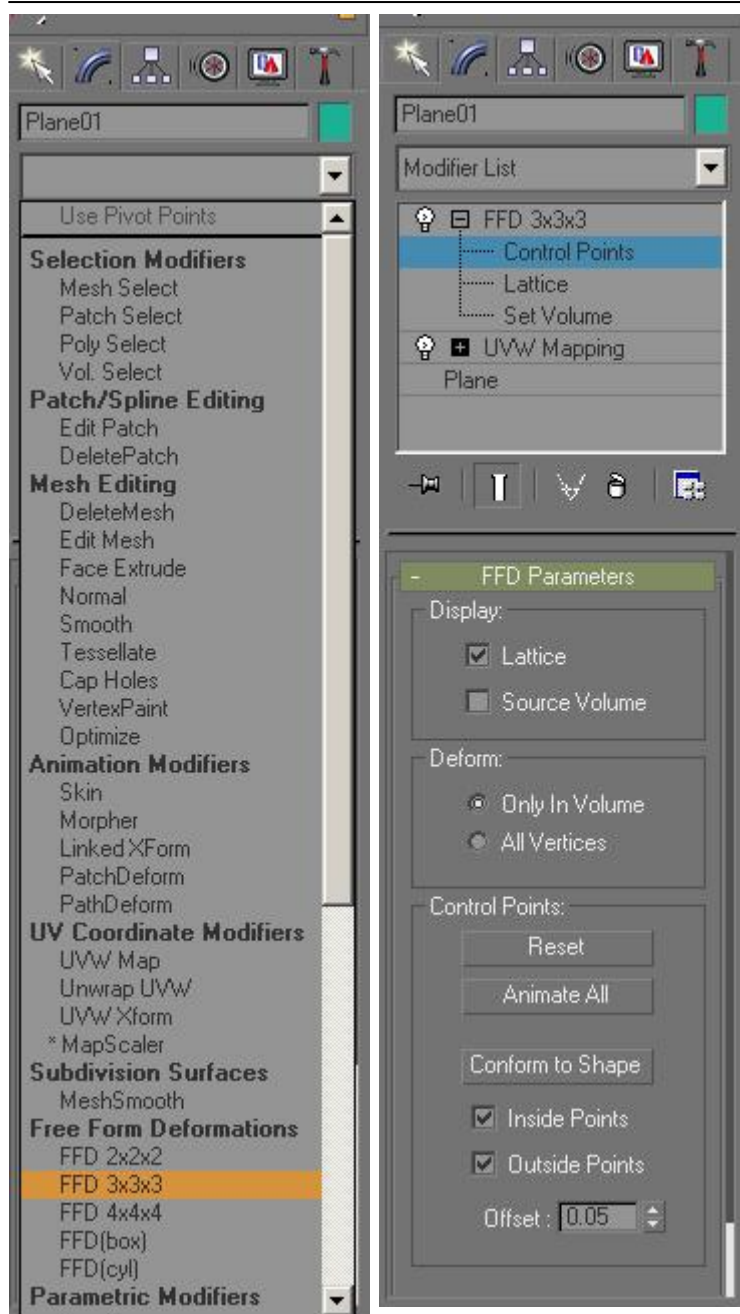 Plane01
Use Pivot Points
Selection Modifiers
Mesh Select
Patch Select
Poly Select
Vol. Select
Patch/Spline Editing
Edit Patch
DeletePatch
Mesh Editing
DeleteMesh
Edit Mesh
Face Extrude
Normal
Smooth
Tessellate
Cap Holes
VertexPaint
Optimize
Animation Modifiers
Skin
Morpher
Linked XForm
PatchDeform
PathDeform
UV Coordinate Modifiers
UVW Map
Unwrap UVW
UVW Xform
* MapScaler
Subdivision Surfaces
MeshSmooth
Free Form Deformations
FFD 2x2x2
FFD 3x3x3
FFD 4x4x4
FFD(box)
FFD(cyl)
Parametric Modifiers
Plane01
Modifier List
FFD 3x3x3
Control Points
Lattice
Set Volume
UVW Mapping
Plane
- FFD Parameters
Display:
Lattice
Source Volume
Deform:
Only In Volume
All Vertices
Control Points:
Reset
Animate All
Conform to Shape
Inside Points
Outside Points
Offset : 0.05